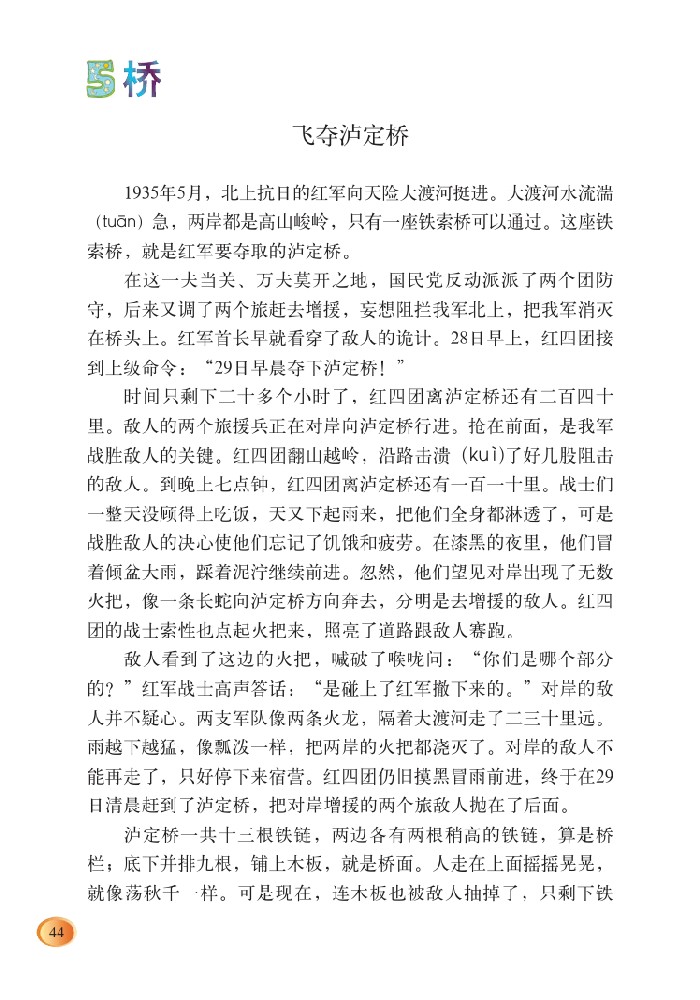 5 桥
飞夺泸定桥
1935年5月，北上抗日的红军向天险大渡河挺进。大渡河水流湍
（tuān）急，两岸都是高山峻岭，只有一座铁索桥可以通过。这座铁
索桥，就是红军要夺取的泸定桥。
在这一夫当关、万夫莫开之地，国民党反动派派了两个团防
守，后来又调了两个旅赶去增援，妄想阻拦我军北上，把我军消灭
在桥头上。红军首长早就看穿了敌人的诡计。28日早上，红四团接
到上级命令：“29日早晨夺下泸定桥！”
时间只剩下二十多个小时了，红四团离泸定桥还有二百四十
里。敌人的两个旅援兵正在对岸向泸定桥行进。抢在前面，是我军
战胜敌人的关键。红四团翻山越岭，沿路击溃（kuì)了好几股阻击
的敌人。到晚上七点钟，红四团离泸定桥还有一百一十里。战士们
一整天没顾得上吃饭，天又下起雨来，把他们全身都淋透了，可是
战胜敌人的决心使他们忘记了饥饿和疲劳。在漆黑的夜里，他们冒
着倾盆大雨，踩着泥泞继续前进。忽然，他们望见对岸出现了无数
火把，像一条长蛇向泸定桥方向奔去，分明是去增援的敌人。红四
团的战士索性也点起火把来，照亮了道路跟敌人赛跑。
敌人看到了这边的火把，喊破了喉咙问：“你们是哪个部分
的？”红军战士高声答话：“是碰上了红军撤下来的。”对岸的敌
人并不疑心。两支军队像两条火龙，隔着大渡河走了二三十里远。
雨越下越猛，像瓢泼一样，把两岸的火把都浇灭了。对岸的敌人不
能再走了，只好停下来宿营。红四团仍旧摸黑冒雨前进，终于在29
日清晨赶到了泸定桥，把对岸增援的两个旅敌人抛在了后面。
泸定桥一共十三根铁链，两边各有两根稍高的铁链，算是桥
栏；底下并排九根，铺上木板，就是桥面。人走在上面摇摇晃晃，
就像荡秋千一样。可是现在，连木板也被敌人抽掉了，只剩下铁
44